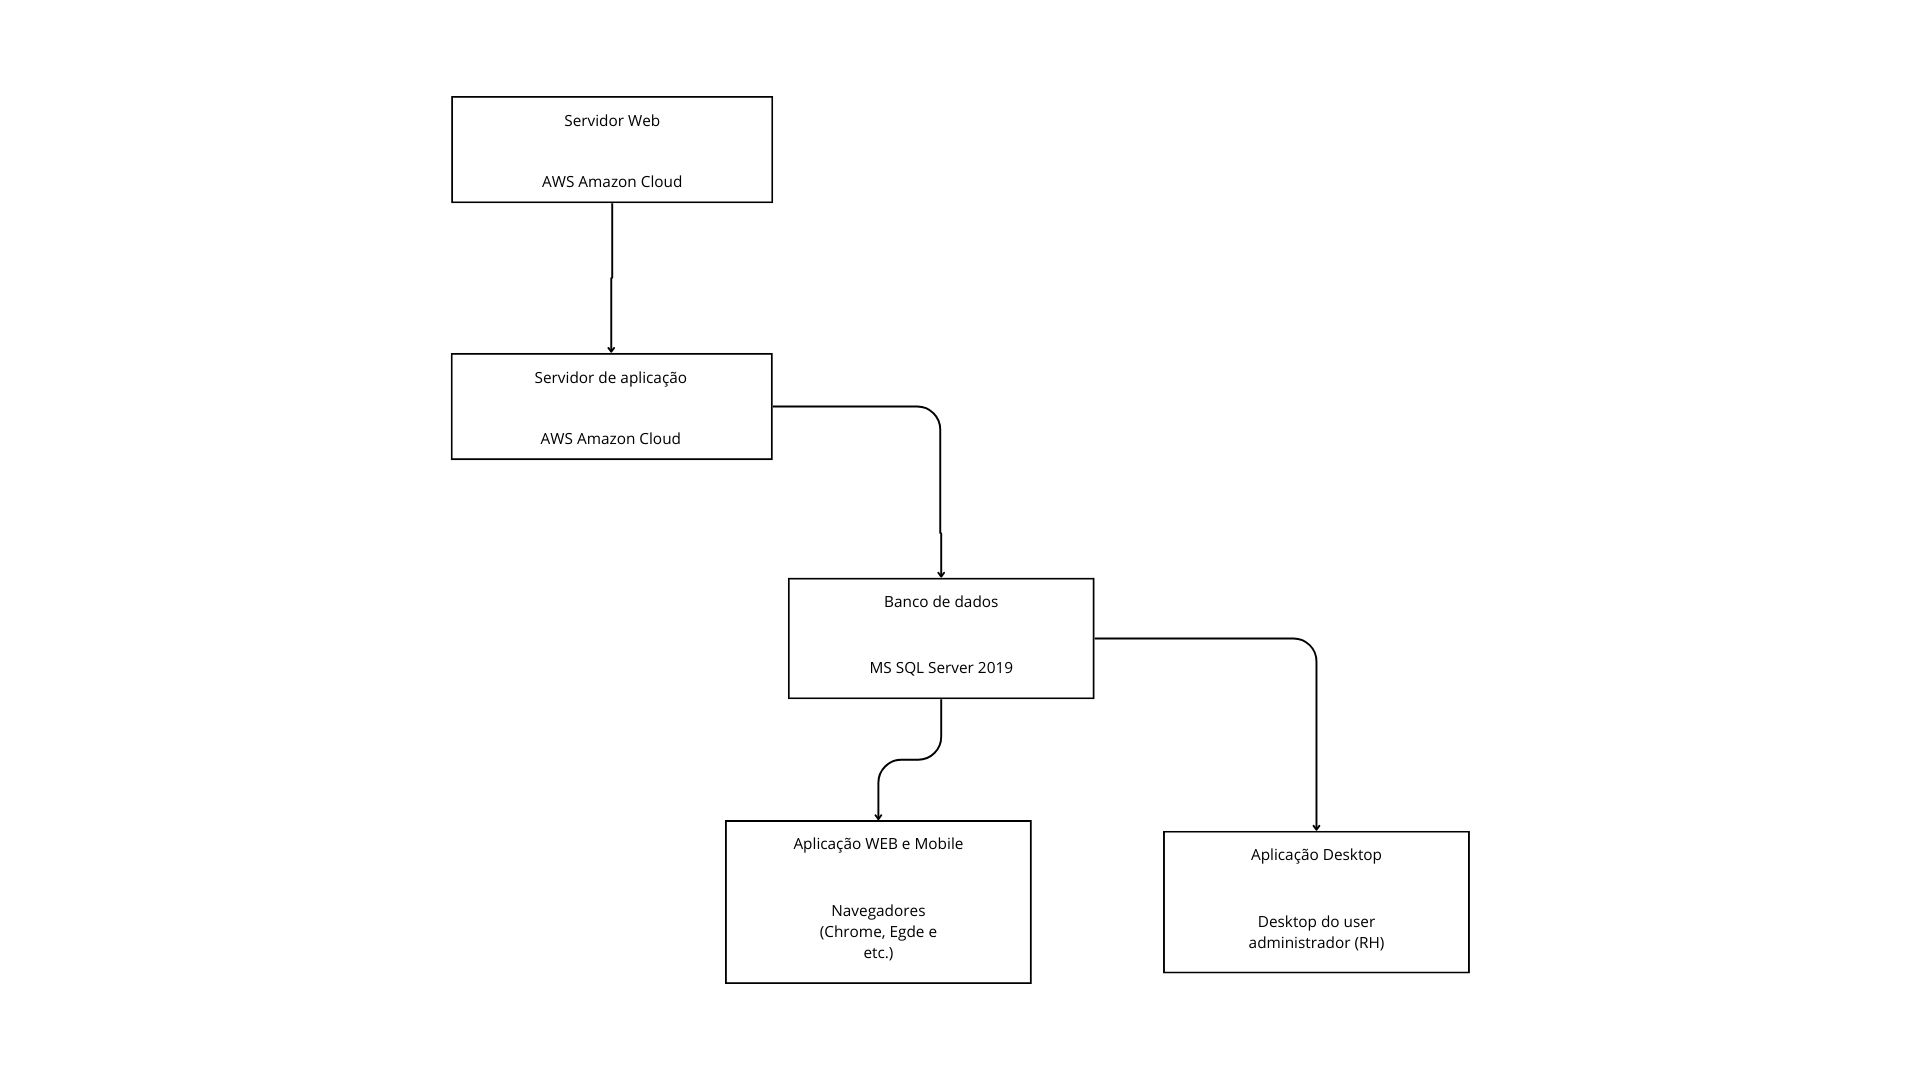 Servidor Web
AWS Amazon Cloud
Servidor de aplicação
AWS Amazon Cloud
Banco de dados
MS SQL Server 2019
Aplicação WEB e Mobile
Navegadores
(Chrome, Egde e
etc.)
Aplicação Desktop
Desktop do user
administrador (RH)